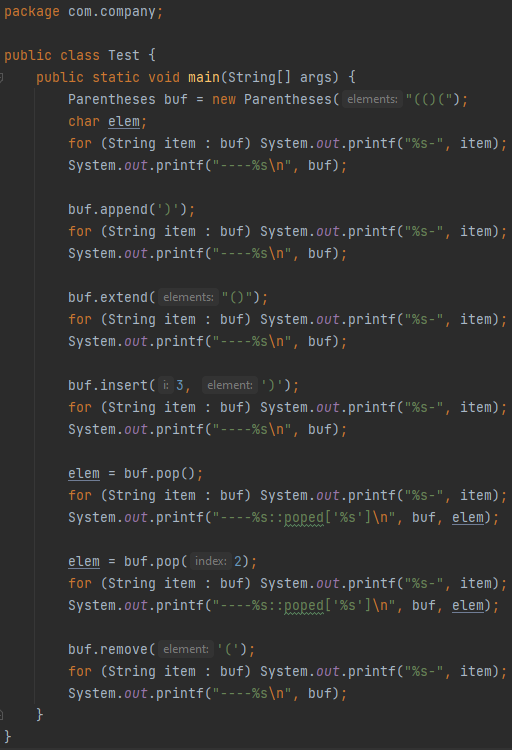 package com.company;
public class Test {
public static void main(String[] args) {
Parentheses buf = new Parentheses( elements: "(()(");
char elem;
for (String item : buf) System.out.printf("%s-", item);
System.out.printf("----%s\n", buf);
buf.append(')');
for (String item : buf) System.out.printf("%s-", item);
System.out.printf("----%s\n", buf);
buf.extend( elements: "()");
for (String item : buf) System.out.printf("%s-", item);
System.out.printf("----%s\n", buf);
buf.insert( i: 3, element: ')');
for (String item : buf) System.out.printf("%s-", item);
System.out.printf("----%s\n", buf);
elem = buf.pop();
for (String item : buf) System.out.printf("%s-", item);
System.out.printf("----%s::poped['%s']\n", buf, elem);
elem = buf.pop( index: 2);
for (String item : buf) System.out.printf("%s-", item);
System.out.printf("----%s::poped['%s']\n", buf, elem);
buf.remove( element: '(');
for (String item : buf) System.out.printf("%s-", item);
System.out.printf("----%s\n", buf);
}
}